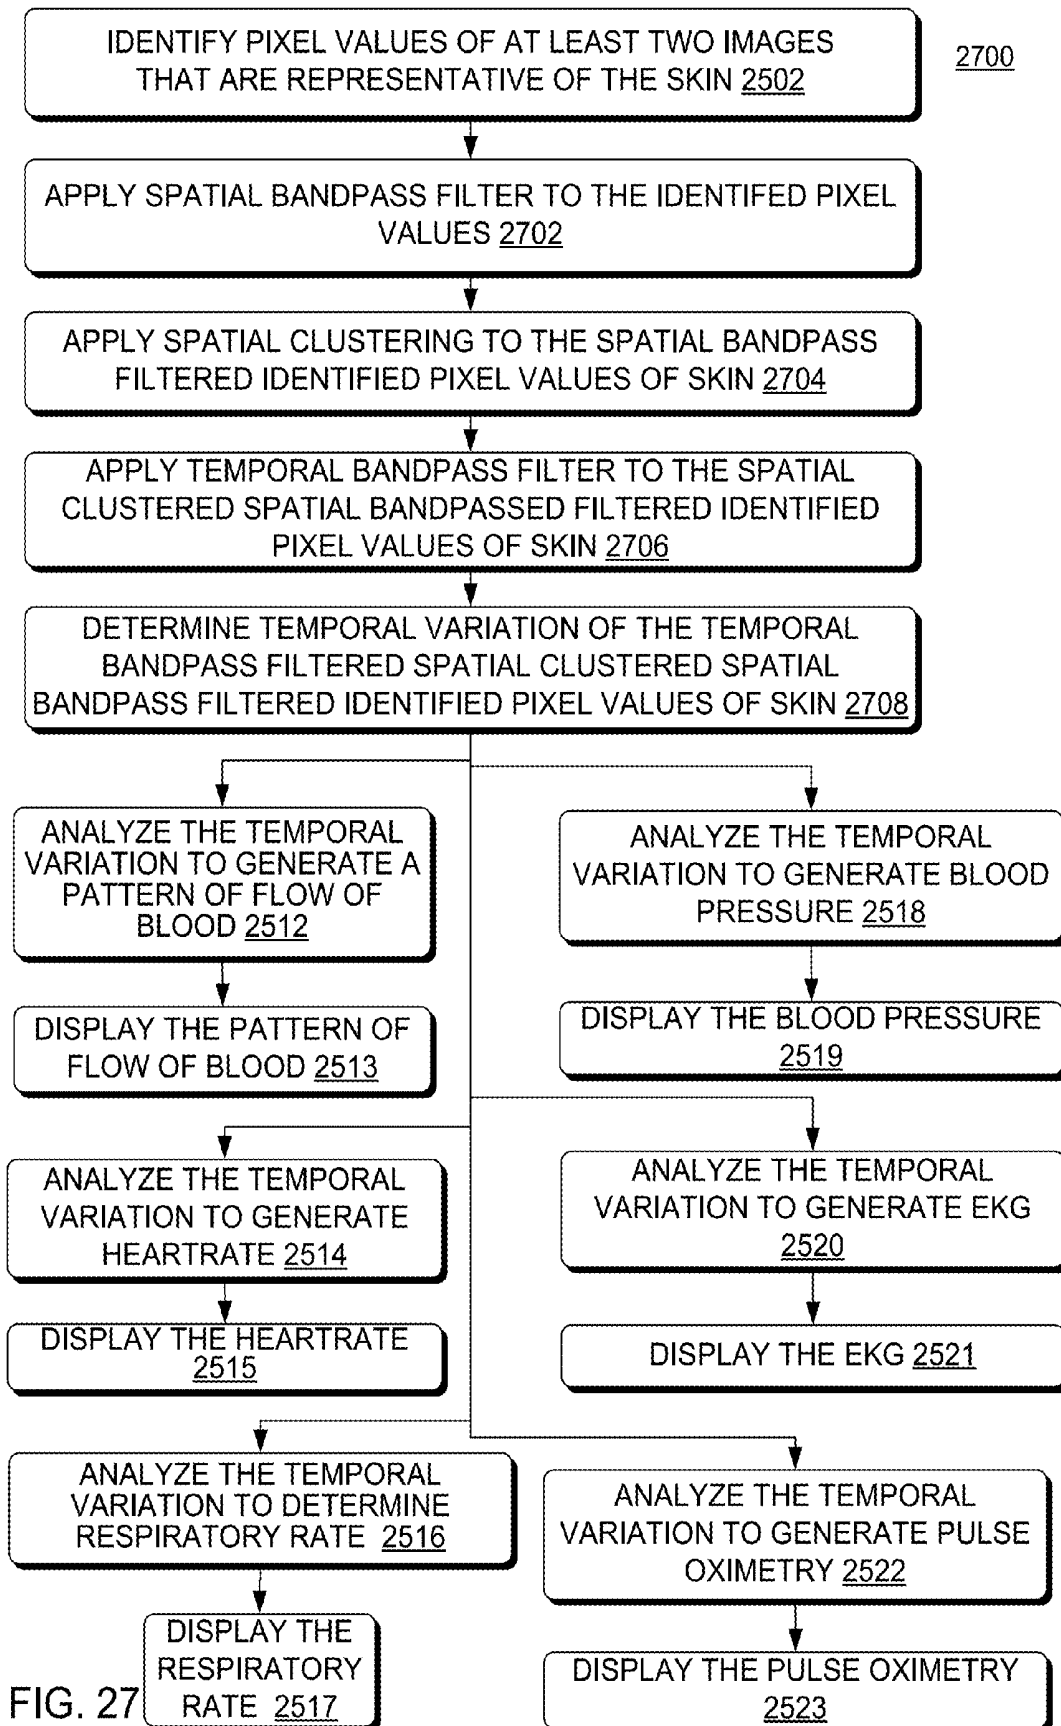 IDENTIFY PIXEL VALUES OF AT LEAST TWO IMAGES
THAT ARE REPRESENTATIVE OF THE SKIN 2502
2700
APPLY SPATIAL BANDPASS FILTER TO THE IDENTIFED PIXEL
VALUES 2702
APPLY SPATIAL CLUSTERING TO THE SPATIAL BANDPASS
FILTERED IDENTIFIED PIXEL VALUES OF SKIN 2704
APPLY TEMPORAL BANDPASS FILTER TO THE SPATIAL
CLUSTERED SPATIAL BANDPASSED FILTERED IDENTIFIED
PIXEL VALUES OF SKIN 2706
DETERMINE TEMPORAL VARIATION OF THE TEMPORAL
BANDPASS FILTERED SPATIAL CLUSTERED SPATIAL
BANDPASS FILTERED IDENTIFIED PIXEL VALUES OF SKIN 2708
ANALYZE THE TEMPORAL
VARIATION TO GENERATE A
PATTERN OF FLOW OF
BLOOD 2512
ANALYZE THE TEMPORAL
VARIATION TO GENERATE BLOOD
PRESSURE 2518
DISPLAY THE PATTERN OF
FLOW OF BLOOD 2513
DISPLAY THE BLOOD PRESSURE
2519
ANALYZE THE TEMPORAL
VARIATION TO GENERATE
HEARTRATE 2514
ANALYZE THE TEMPORAL
VARIATION TO GENERATE EKG
2520
DISPLAY THE HEARTRATE
2515
DISPLAY THE EKG 2521
ANALYZE THE TEMPORAL
VARIATION TO DETERMINE
RESPIRATORY RATE 2516
ANALYZE THE TEMPORAL
VARIATION TO GENERATE PULSE
OXIMETRY 2522
DISPLAY THE
RESPIRATORY
RATE 2517
DISPLAY THE PULSE OXIMETRY
2523
FIG. 27